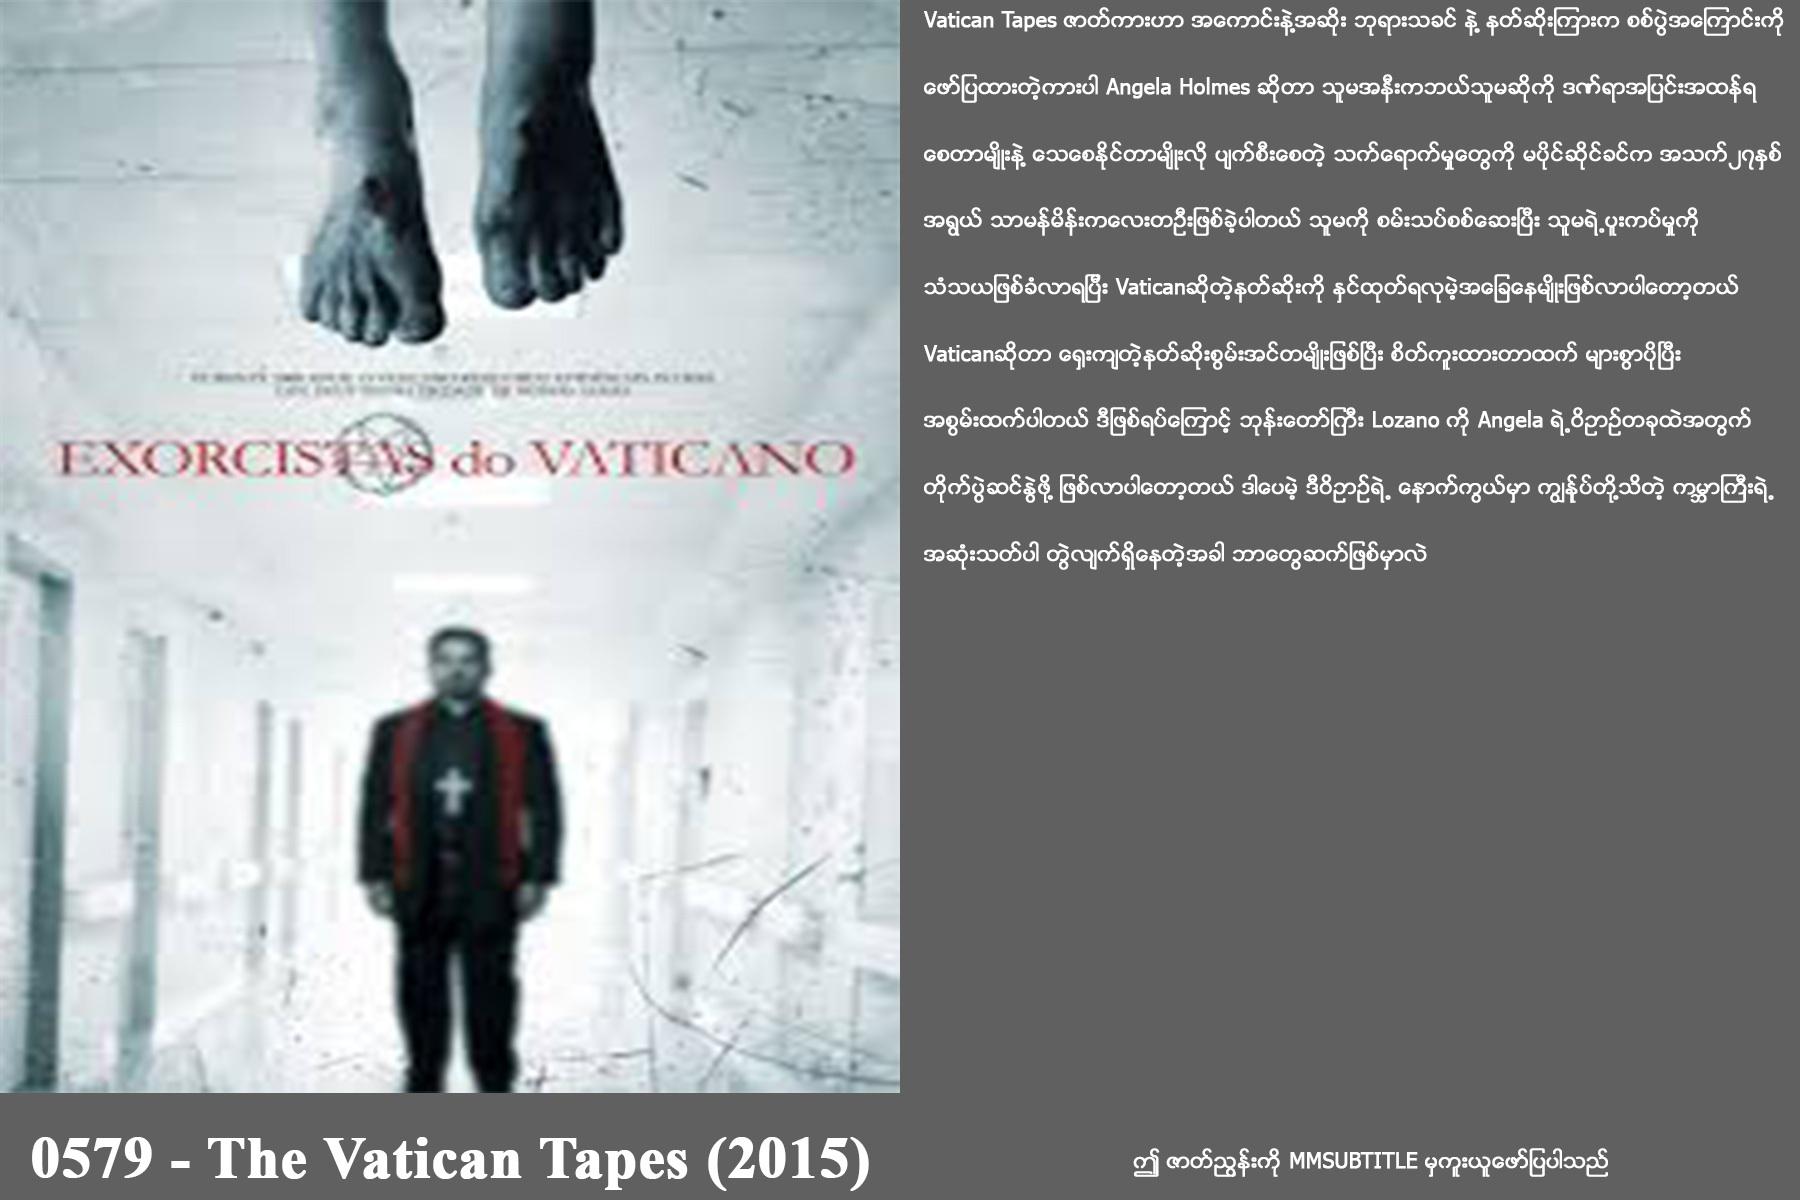 EXORCISTAS do VATICANO
Vatican Tapes ဇာတ်ကားဟာ အကောင်းနဲ့အဆိုး ဘုရားသခင် နဲ့ နတ်ဆိုးကြားက စစ်ပွဲအကြောင်းကို
ဖော်ပြထားတဲ့ကားပါ Angela Holmes ဆိုတာ သူမအနီးကဘယ်သူမဆိုကို ဒဏ်ရာအပြင်းအထန်ရ
စေတာမျိုးနဲ့ သေစေနိုင်တာမျိုးလို ပျက်စီးစေတဲ့ သက်ရောက်မှုတွေကို မပိုင်ဆိုင်ခင်က အသက်၂၇နှစ်
အရွယ် သာမန်မိန်းကလေးတဦးဖြစ်ခဲ့ပါတယ် သူမကို စမ်းသပ်စစ်ဆေးပြီး သူမရဲ့ပူးကပ်မှုကို
သံသယဖြစ်ခံလာရပြီး Vaticanဆိုတဲ့နတ်ဆိုးကို နှင်ထုတ်ရလုမဲ့အခြေနေမျိုးဖြစ်လာပါတော့တယ်
Vaticanဆိုတာ ရှေးကျတဲ့နတ်ဆိုးစွမ်းအင်တမျိုးဖြစ်ပြီး စိတ်ကူးထားတာထက် များစွာပိုပြီး
အစွမ်းထက်ပါတယ် ဒီဖြစ်ရပ်ကြောင့် ဘုန်းတော်ကြီး Lozano ကို Angela ရဲ့ဝိဉာဉ်တခုထဲအတွက်
တိုက်ပွဲဆင်နွဲဖို့ ဖြစ်လာပါတော့တယ် ဒါပေမဲ့ ဒီဝိဉာဉ်ရဲ့ နောက်ကွယ်မှာ ကျွန်ုပ်တို့သိတဲ့ ကမ္ဘာကြီးရဲ့
အဆုံးသတ်ပါ တွဲလျက်ရှိနေတဲ့အခါ ဘာတွေဆက်ဖြစ်မှာလဲ
0579 - The Vatican Tapes (2015)
ဤ ဇာတ်ညွှန်းကို MMSUBTITLE မှကူးယူဖော်ပြပါသည်